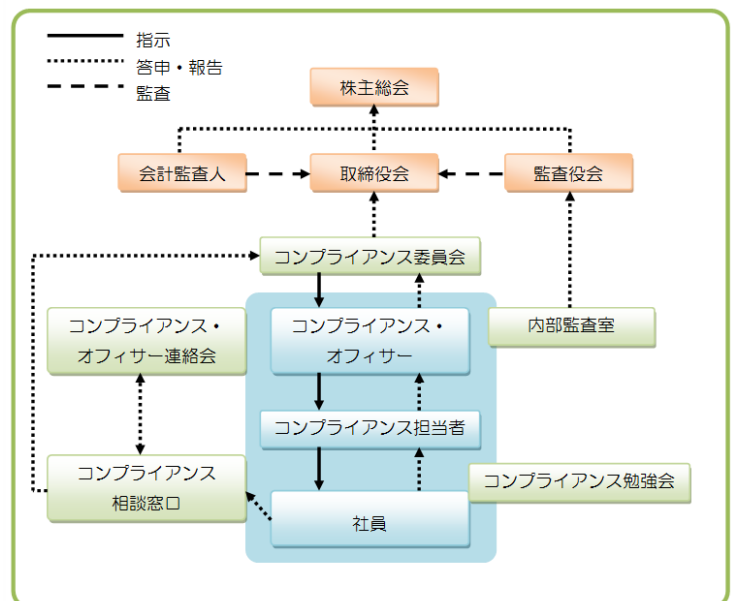 指示
答申・報告
監査
株主総会
会計監査人
取締役会
監査役会
コンプライアンス委員会
コンプライアンス・
オフィサー連絡会
コンプライアンス・
オフィサー
内部監査室
コンプライアンス担当者
コンプライアンス
相談窓口
社員
コンプライアンス勉強会